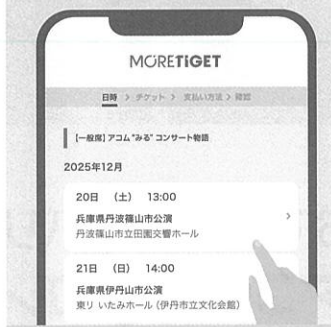 MORETIGET
日時 > チケット > 支払い方法 > 確認
【一般席】アコム“みる”コンサート物語
2025年12月
20日 (土) 13:00
兵庫県丹波篠山市公演
丹波篠山市立田園交響ホール
>
21日 (日) 14:00
兵庫県伊丹山市公演
東リ いたみホール (伊丹市立文化会館)